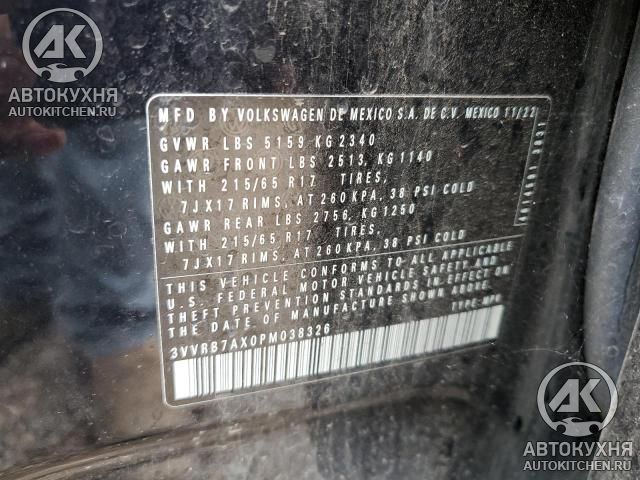 АВТОКУХНЯ
AUTOKITCHEN.RU
MFD BY VOLKSWAGEN DE MEXICO S.A. DE C.V. MEXICO 11/22
GVWR LBS 5159 KG 2340
GAWR FRONT LBS 2513, KG 1140
WITH 215/65 R17 TIRES,
7JX17 RIMS, AT 260 KPA, 38 PSI COLD
GAWR REAR LBS 2756, KG 1250
WITH 215/65 R17 TIRES,
7JX17 RIMS, AT 260 KPA, 38 PSI COLD
THIS VEHICLE CONFORMS TO ALL APPLICABLE
U.S. FEDERAL MOTOR VEHICLE SAFETY AND
THEFT PREVENTION STANDARDS IN EFFECT ON
THE DATE OF MANUFACTURE SHOWN ABOVE.
3VVRB7AX0PM038326
TYPE
АК
АВТОКУХНЯ
AUTOKITCHEN.RU